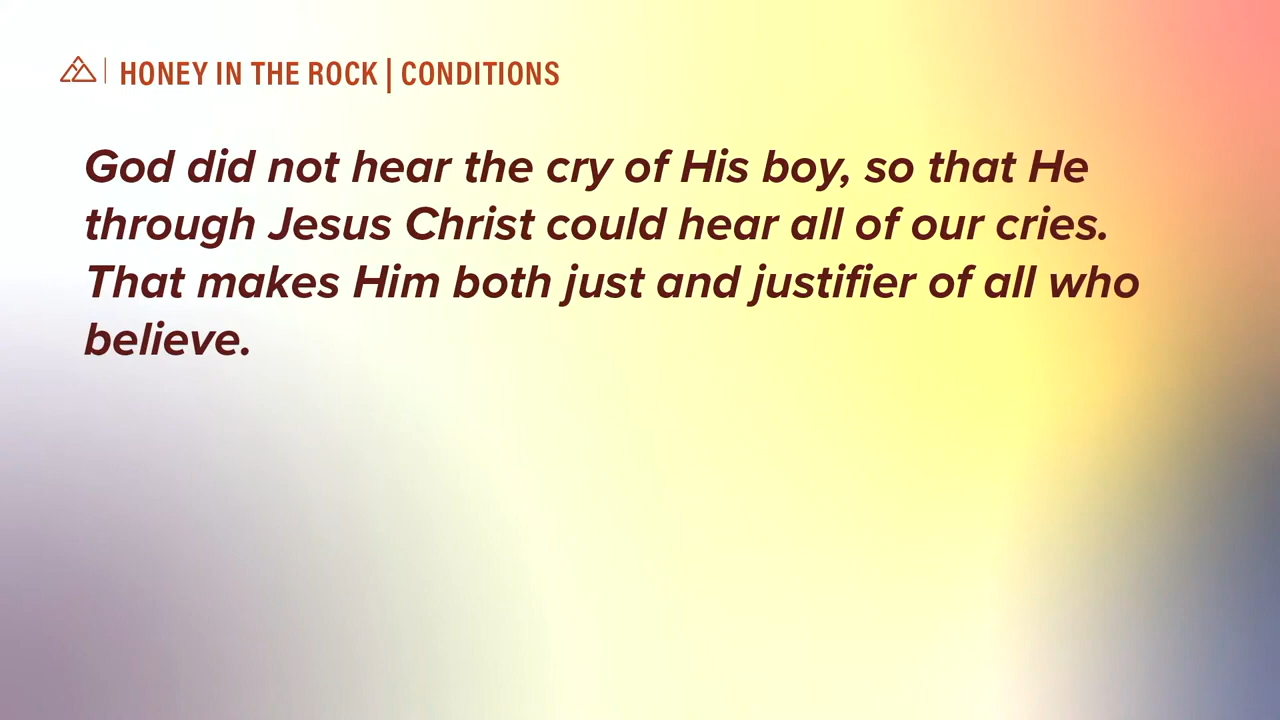 HONEY IN THE ROCK | CONDITIONS
God did not hear the cry of His boy, so that He
through Jesus Christ could hear all of our cries.
That makes Him both just and justifier of all who
believe.